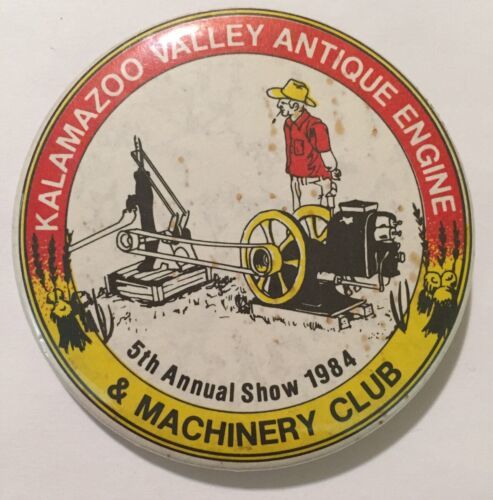 KALAMAZOO VALLEY ANTIQUE ENGINE
5th Annual Show 1984
& MACHINERY CLUB